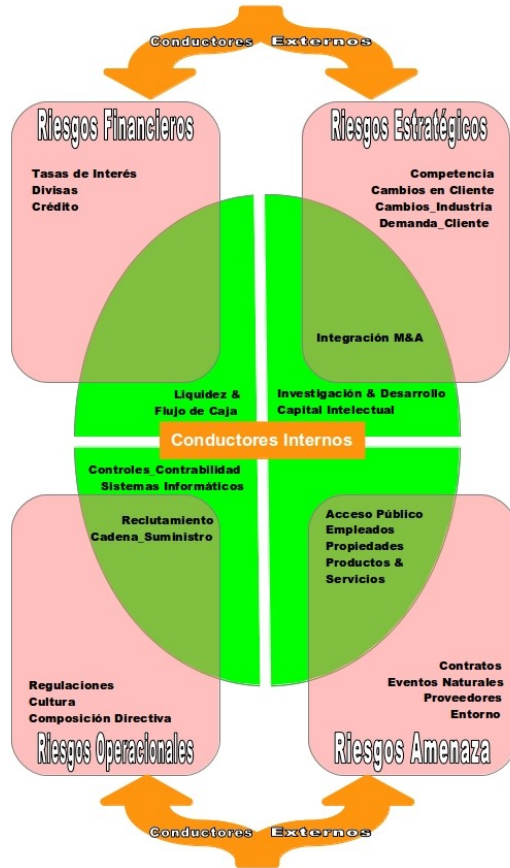 Conductores Externos
Riesgos Financieros
Tasas de Interés
Divisas
Crédito
Riesgos Estratégicos
Competencia
Cambios en Cliente
Cambios_Industria
Demanda_Cliente
Integración M&A
Liquidez &
Flujo de Caja
Investigación & Desarrollo
Capital Intelectual
Conductores Internos
Controles_Contabilidad
Sistemas Informáticos
Reclutamiento
Cadena_Suministro
Acceso Público
Empleados
Propiedades
Productos &
Servicios
Regulaciones
Cultura
Composición Directiva
Riesgos Operacionales
Contratos
Eventos Naturales
Proveedores
Entorno
Riesgos Amenaza
Conductores Externos